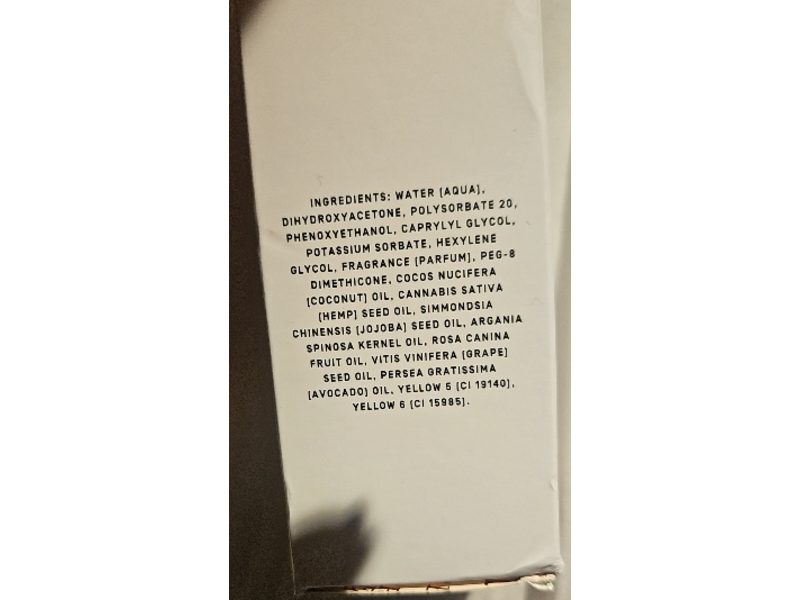 INGREDIENTS: WATER [AQUA],
DIHYDROXYACETONE, POLYSORBATE 20,
PHENOXYETHANOL, CAPRYLYL GLYCOL,
POTASSIUM SORBATE, HEXYLENE
GLYCOL, FRAGRANCE [PARFUM], PEG-8
DIMETHICONE, COCOS NUCIFERA
[COCONUT] OIL, CANNABIS SATIVA
[HEMP] SEED OIL, SIMMONDSIA
CHINENSIS [JOJOBA] SEED OIL, ARGANIA
SPINOSA KERNEL OIL, ROSA CANINA
FRUIT OIL, VITIS VINIFERA [GRAPE]
SEED OIL, PERSEA GRATISSIMA
[AVOCADO] OIL, YELLOW 5 [CI 19140],
YELLOW 6 [CI 15985].